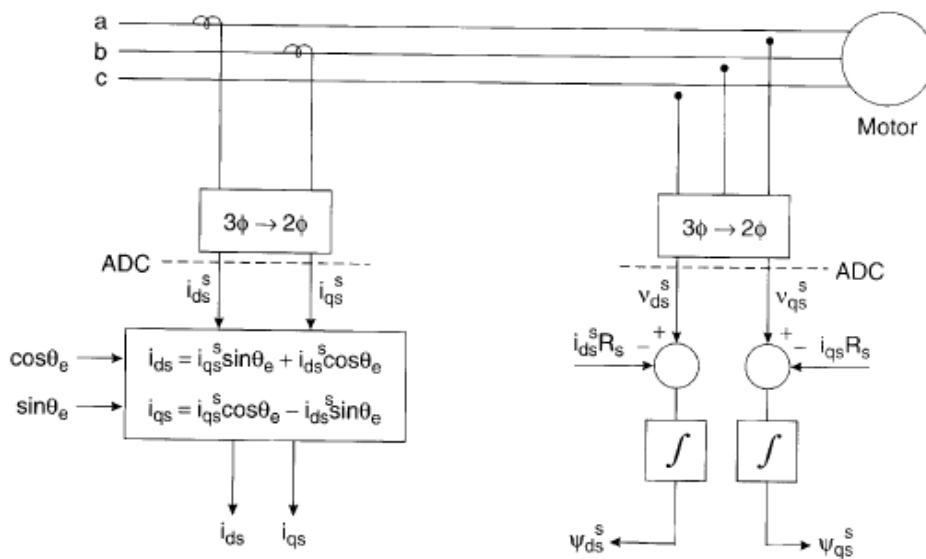 a
b
c
Motor
3ϕ → 2ϕ
3ϕ → 2ϕ
ADC
ADC
i_ds^s
i_qs^s
v_ds^s
v_qs^s
cosθ_e
sinθ_e
i_ds = i_qs^s sinθ_e + i_ds^s cosθ_e
i_qs = i_qs^s cosθ_e − i_ds^s sinθ_e
i_ds^s R_s
+
−
+
−
i_qs R_s
∫
∫
i_ds
i_qs
ψ_ds^s
ψ_qs^s